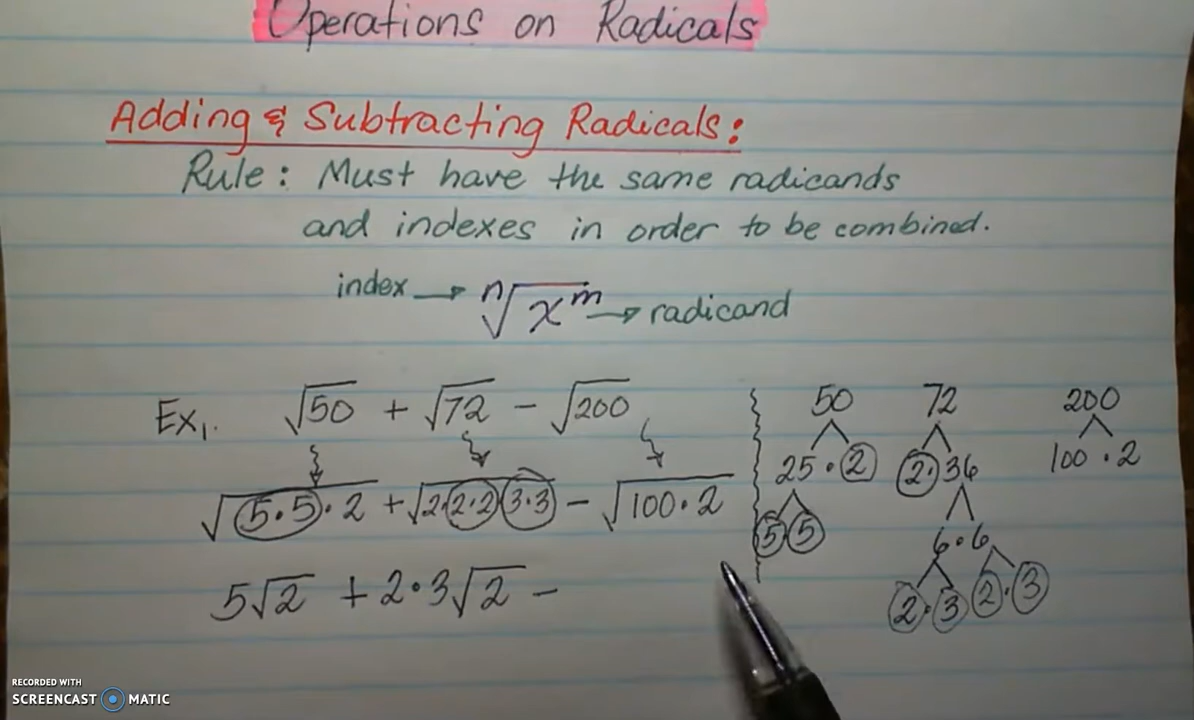 Operations on Radicals
Adding & Subtracting Radicals:
Rule: Must have the same radicands
and indexes in order to be combined.
index → ⁿ√xᵐ → radicand
Ex₁. √50 + √72 - √200
√5·5·2 + √2·2·2·3·3 - √100·2
5√2 + 2·3√2 -
50
25·2
5·5
72
2·36
6·6
2·3 2·3
200
100·2
RECORDED WITH
SCREENCAST MATIC